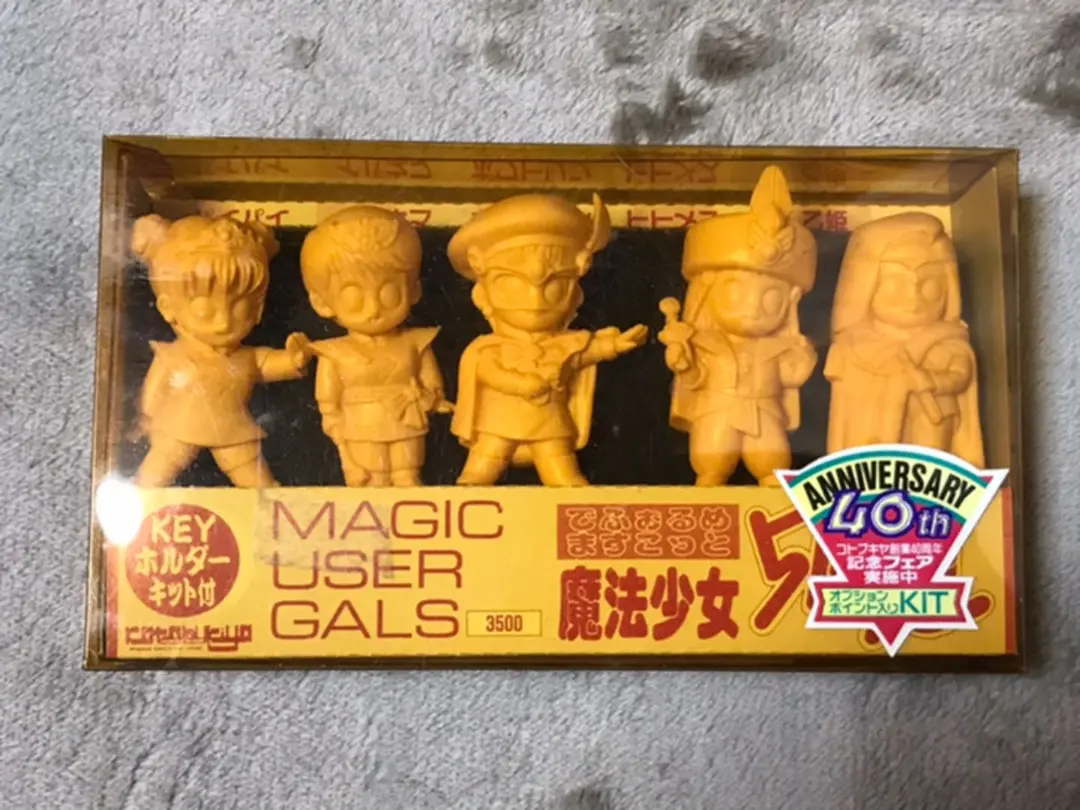 KEY
ホルダー
キット付
MAGIC
USER
GALS
3500
でふぉるめ
ますこっと
魔法少女
ANNIVERSARY
40th
コトブキヤ創業40周年
記念フェア
実施中
オプション
ポイント入り KIT
kotobukiya